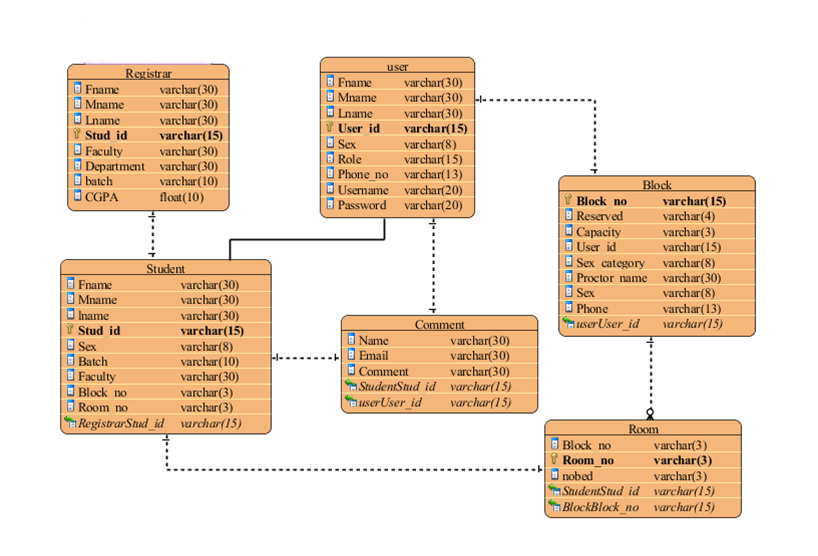 Registrar
Fname varchar(30)
Mname varchar(30)
Lname varchar(30)
Stud_id varchar(15)
Faculty varchar(30)
Department varchar(30)
batch varchar(10)
CGPA float(10)
user
Fname varchar(30)
Mname varchar(30)
Lname varchar(30)
User_id varchar(15)
Sex varchar(8)
Role varchar(15)
Phone_no varchar(13)
Username varchar(20)
Password varchar(20)
Block
Block_no varchar(15)
Reserved varchar(4)
Capacity varchar(3)
User_id varchar(15)
Sex_category varchar(8)
Proctor_name varchar(30)
Sex varchar(8)
Phone varchar(13)
userUser_id varchar(15)
Student
Fname varchar(30)
Mname varchar(30)
lname varchar(30)
Stud_id varchar(15)
Sex varchar(8)
Batch varchar(10)
Faculty varchar(30)
Block_no varchar(3)
Room_no varchar(3)
RegistrarStud_id varchar(15)
Comment
Name varchar(30)
Email varchar(30)
Comment varchar(30)
StudentStud_id varchar(15)
userUser_id varchar(15)
Room
Block_no varchar(3)
Room_no varchar(3)
nobed varchar(3)
StudentStud_id varchar(15)
BlockBlock_no varchar(15)